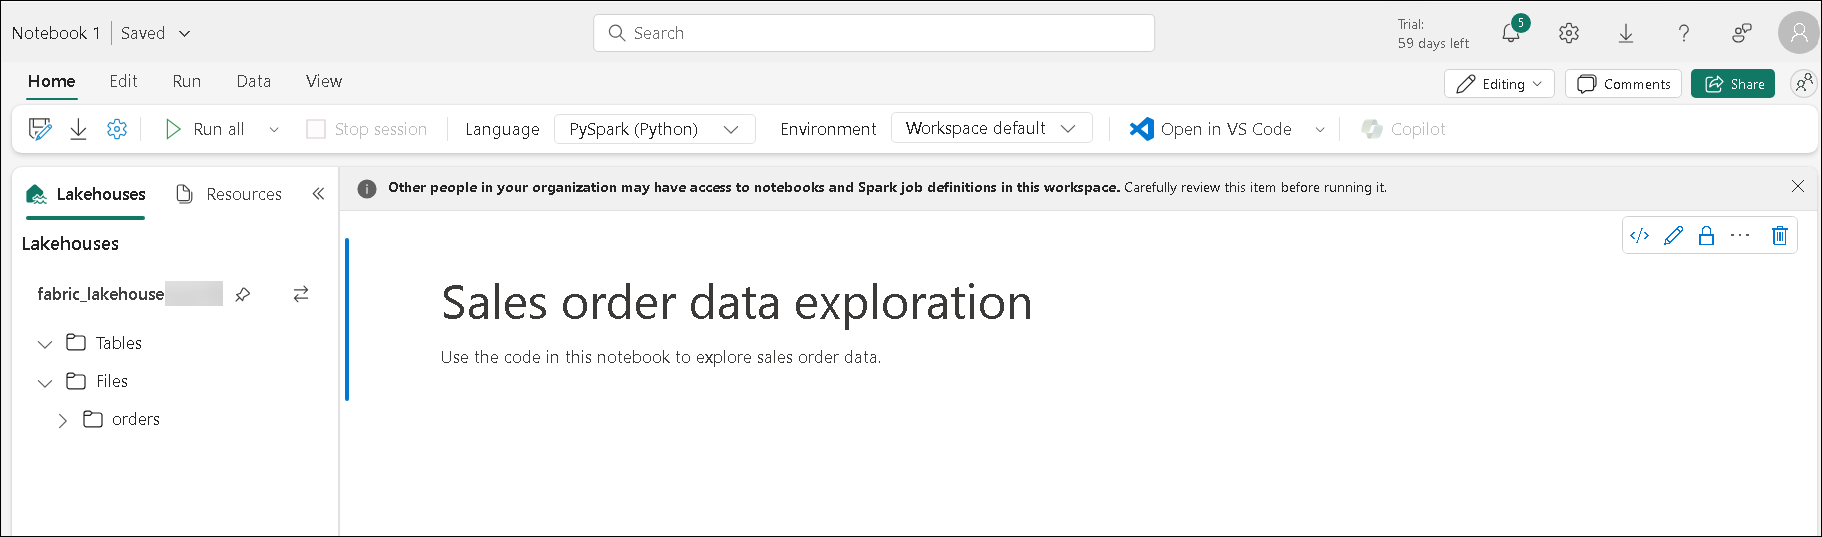 Notebook 1 | Saved
Search
Trial:
59 days left
5
Home Edit Run Data View
Editing Comments Share
Run all Stop session Language PySpark (Python) Environment Workspace default Open in VS Code Copilot
Lakehouses Resources
Other people in your organization may have access to notebooks and Spark job definitions in this workspace. Carefully review this item before running it.
Lakehouses
fabric_lakehouse
Tables
Files
orders
Sales order data exploration
Use the code in this notebook to explore sales order data.